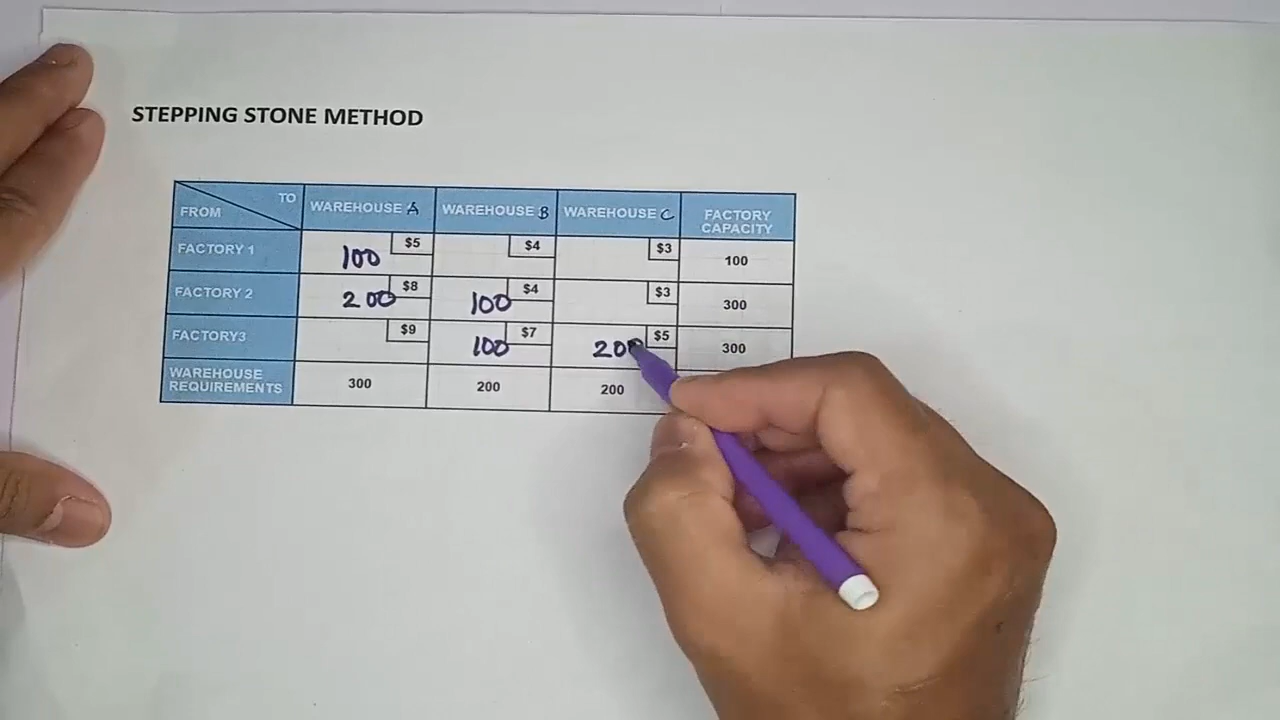 STEPPING STONE METHOD
TO
FROM
WAREHOUSE A
WAREHOUSE B
WAREHOUSE C
FACTORY CAPACITY
FACTORY 1
100
$5
$4
$3
100
FACTORY 2
200
$8
100
$4
$3
300
FACTORY3
$9
100
$7
200
$5
300
WAREHOUSE REQUIREMENTS
300
200
200